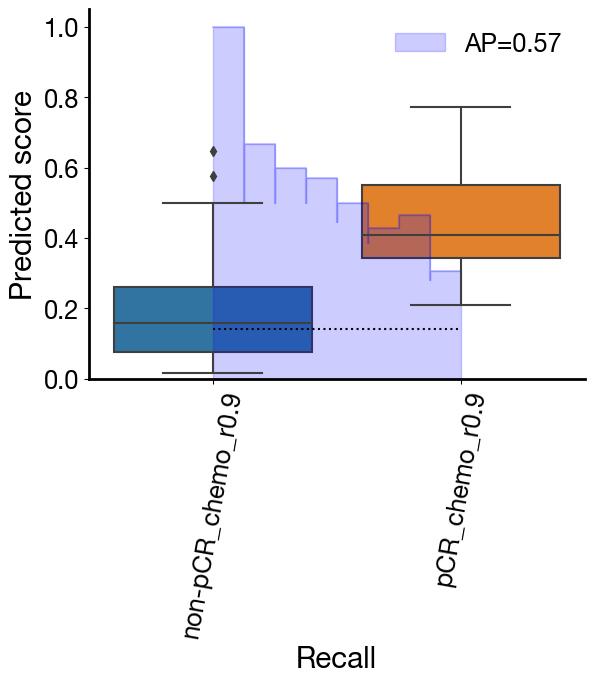 1.0
0.8
0.6
0.4
0.2
0.0
Predicted score
AP=0.57
non-pCR_chemo_r0.9
pCR_chemo_r0.9
Recall